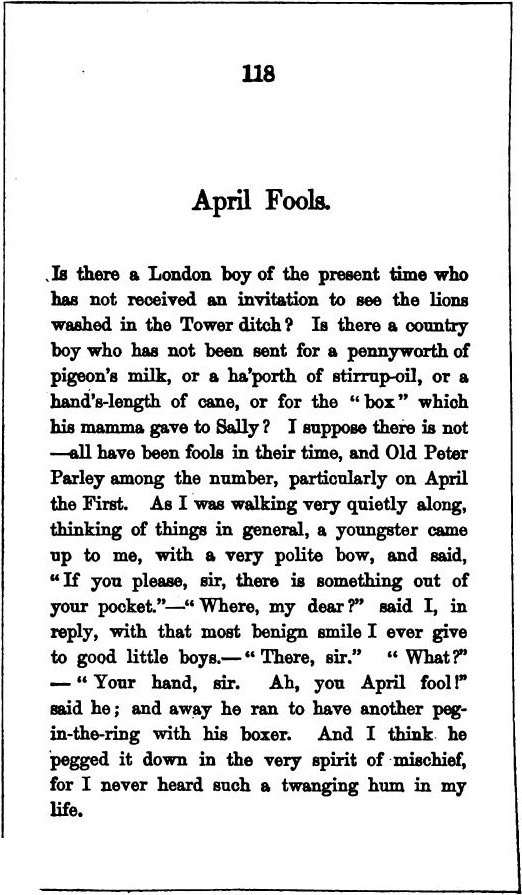 118
April Fools.
Is there a London boy of the present time who
has not received an invitation to see the lions
washed in the Tower ditch? Is there a country
boy who has not been sent for a pennyworth of
pigeon's milk, or a ha'porth of stirrup-oil, or a
hand's-length of cane, or for the "box" which
his mamma gave to Sally? I suppose there is not
—all have been fools in their time, and Old Peter
Parley among the number, particularly on April
the First. As I was walking very quietly along,
thinking of things in general, a youngster came
up to me, with a very polite bow, and said,
"If you please, sir, there is something out of
your pocket."—"Where, my dear?" said I, in
reply, with that most benign smile I ever give
to good little boys.—"There, sir." "What?"
—"Your hand, sir. Ah, you April fool!"
said he; and away he ran to have another peg-
in-the-ring with his boxer. And I think he
pegged it down in the very spirit of mischief,
for I never heard such a twanging hum in my
life.